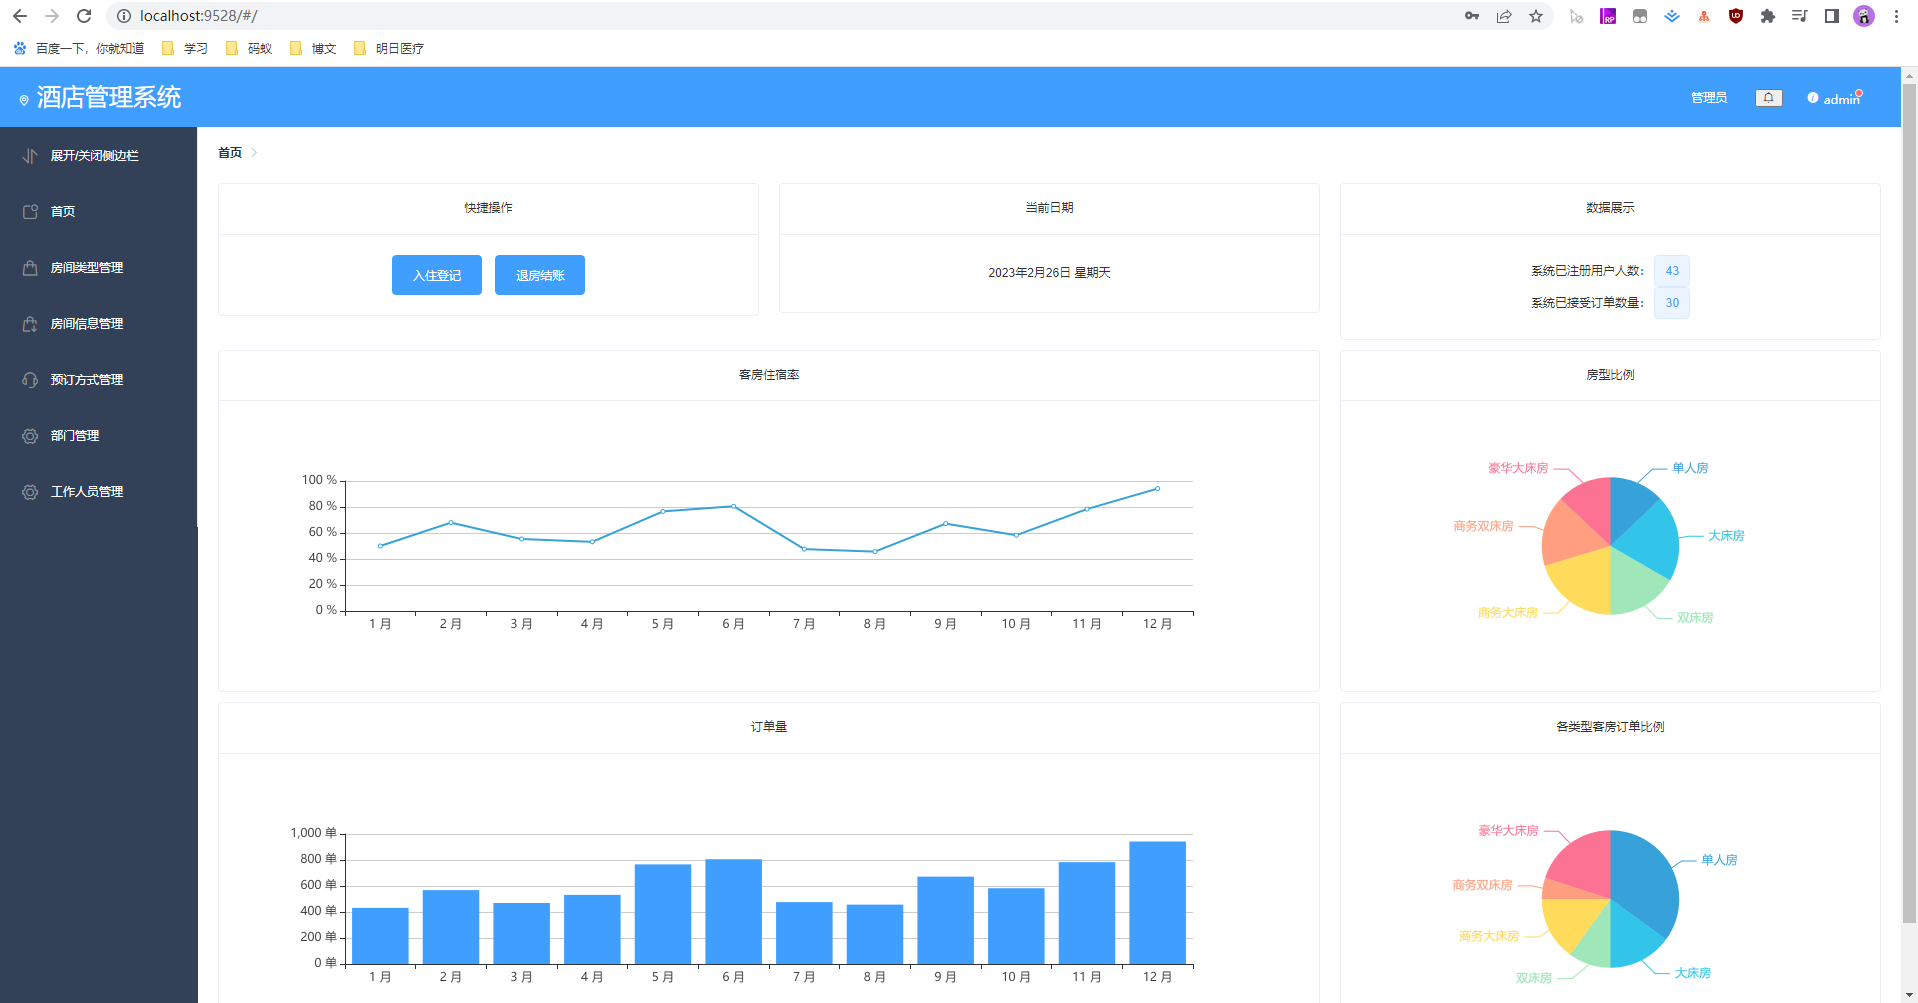 localhost:9528/#/
百度一下，你就知道 学习 码蚁 博文 明日医疗
酒店管理系统
管理员
admin
展开/关闭侧边栏
首页
房间类型管理
房间信息管理
预订方式管理
部门管理
工作人员管理
首页
快捷操作
入住登记 退房结账
当前日期
2023年2月26日 星期天
数据展示
系统已注册用户人数： 43
系统已接受订单数量： 30
客房住宿率
100 %
80 %
60 %
40 %
20 %
0 %
1 月 2 月 3 月 4 月 5 月 6 月 7 月 8 月 9 月 10 月 11 月 12 月
房型比例
豪华大床房 单人房
商务双床房 大床房
商务大床房 双床房
订单量
1,000 单
800 单
600 单
400 单
200 单
0 单
1 月 2 月 3 月 4 月 5 月 6 月 7 月 8 月 9 月 10 月 11 月 12 月
各类型客房订单比例
豪华大床房
单人房
商务双床房
商务大床房
双床房 大床房